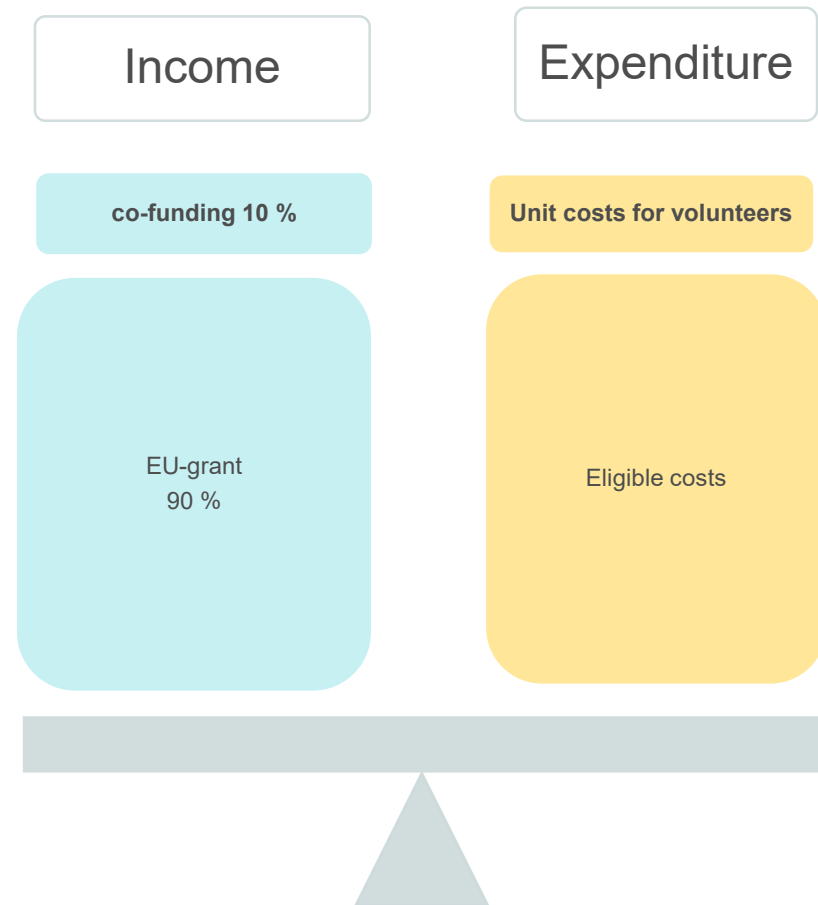 Income
Expenditure
co-funding 10 %
Unit costs for volunteers
EU-grant
90 %
Eligible costs